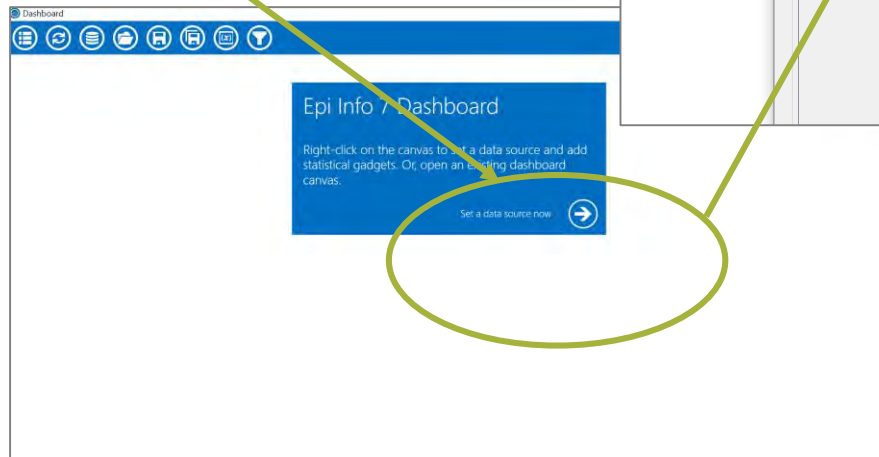 Dashboard
Epi Info 7 Dashboard
Right-click on the canvas to set a data source and add
statistical gadgets. Or, open an existing dashboard
canvas.
Set a data source now